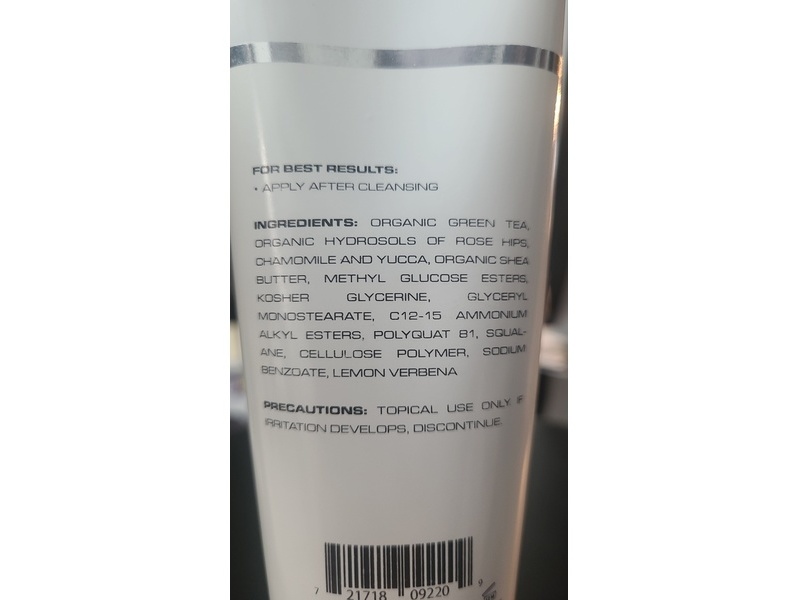 FOR BEST RESULTS:
• APPLY AFTER CLEANSING
INGREDIENTS: ORGANIC GREEN TEA,
ORGANIC HYDROSOLS OF ROSE HIPS,
CHAMOMILE AND YUCCA, ORGANIC SHEA
BUTTER, METHYL GLUCOSE ESTERS,
KOSHER GLYCERINE, GLYCERYL
MONOSTEARATE, C12-15 AMMONIUM
ALKYL ESTERS, POLYQUAT 81, SQUAL-
ANE, CELLULOSE POLYMER, SODIUM
BENZOATE, LEMON VERBENA
PRECAUTIONS: TOPICAL USE ONLY. IF
IRRITATION DEVELOPS, DISCONTINUE.
7 21718 09220 9